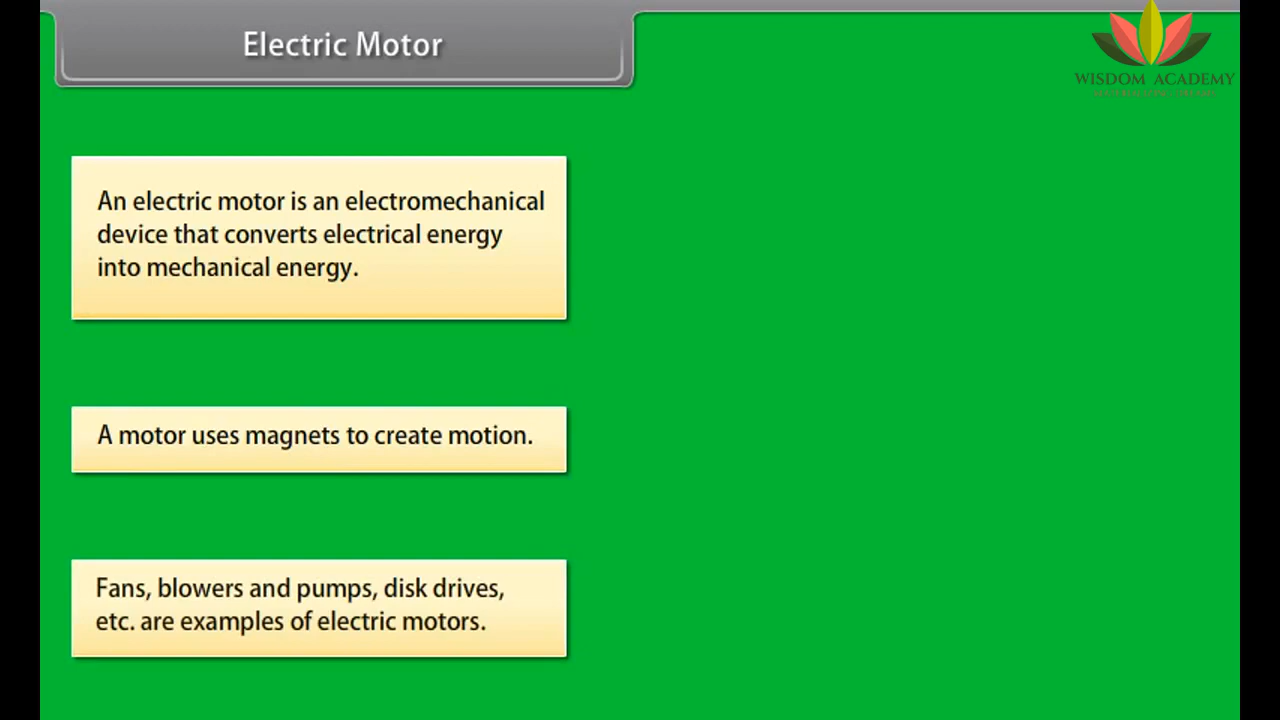 Electric Motor
WISDOM ACADEMY
An electric motor is an electromechanical
device that converts electrical energy
into mechanical energy.
A motor uses magnets to create motion.
Fans, blowers and pumps, disk drives,
etc. are examples of electric motors.